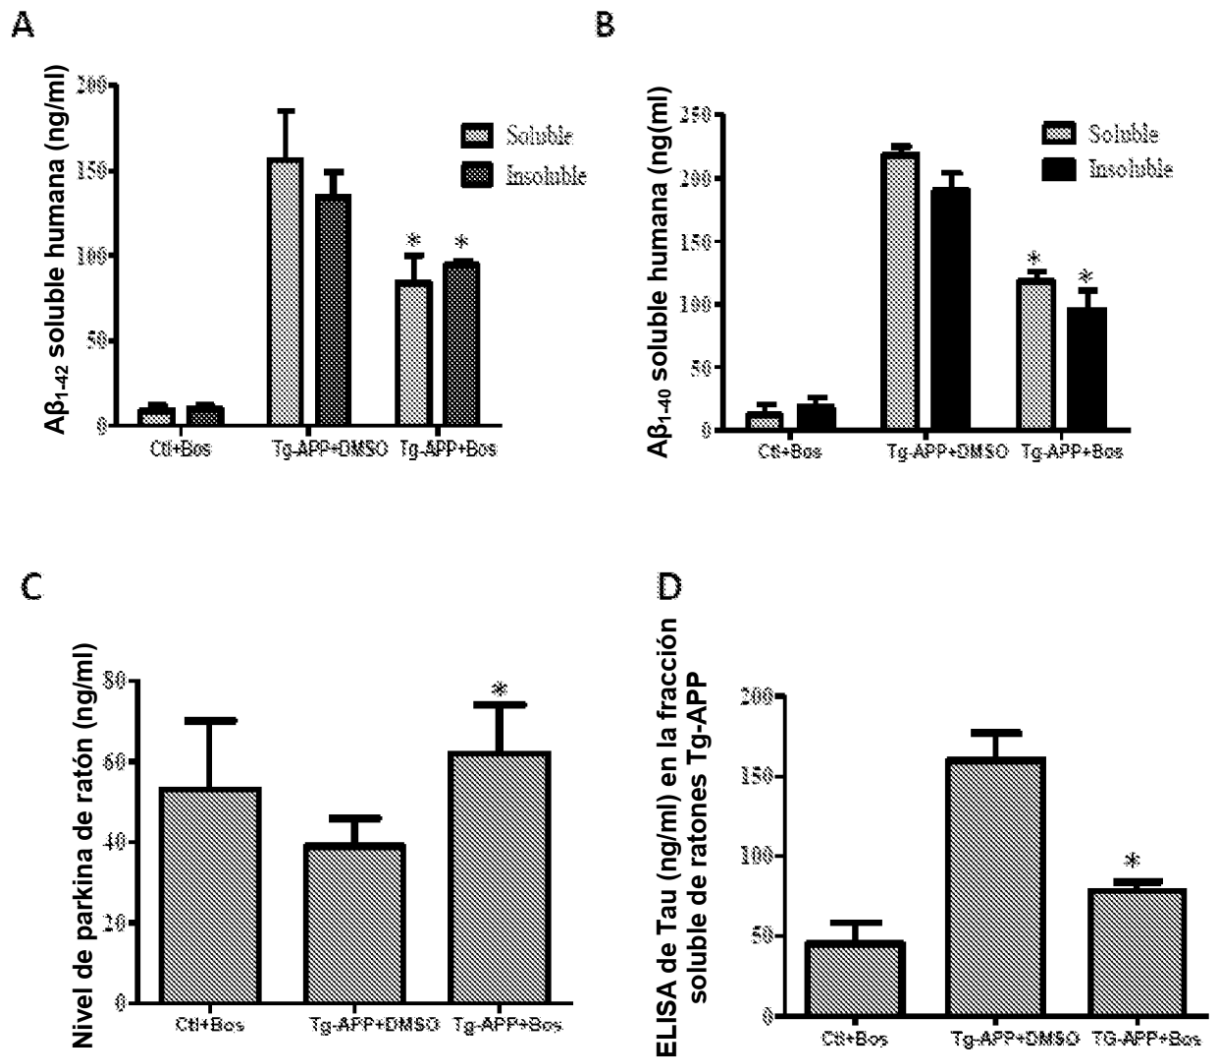 A
Aβ1-42 soluble humana (ng/ml)
200
150
100
50
0
Soluble
Insoluble
*
*
Ctl+Bos
Tg-APP+DMSO
Tg-APP+Bos
B
Aβ1-40 soluble humana (ng(ml)
250
200
150
100
50
0
Soluble
Insoluble
*
*
Ctl+Bos
Tg-APP+DMSO
Tg-APP+Bos
C
Nivel de parkina de ratón (ng/ml)
80
60
40
20
0
*
Ctl+Bos
Tg-APP+DMSO
Tg-APP+Bos
D
ELISA de Tau (ng/ml) en la fracción
soluble de ratones Tg-APP
200
150
100
50
0
*
Ctl+Bos
Tg-APP+DMSO
TG-APP+Bos